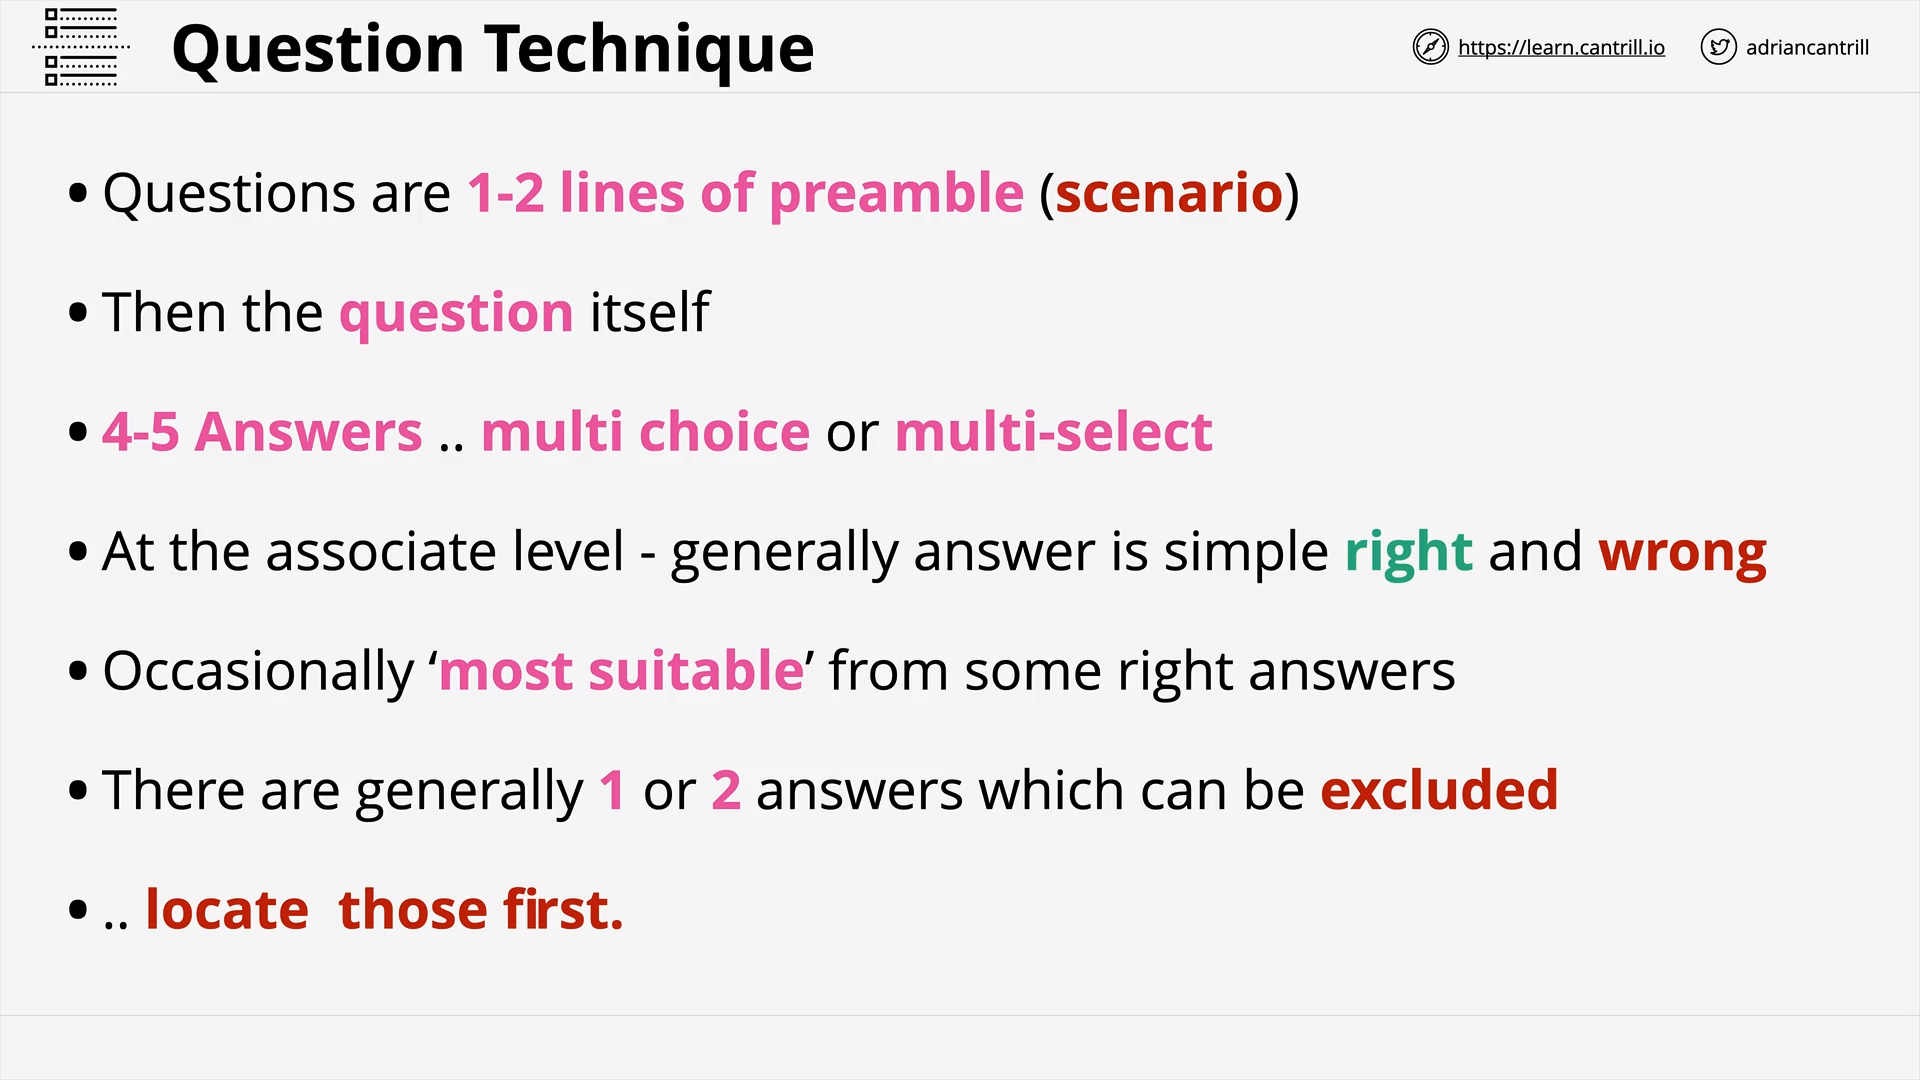 Question Technique
https://learn.cantrill.io
adriancantrill
• Questions are 1-2 lines of preamble (scenario)
• Then the question itself
• 4-5 Answers .. multi choice or multi-select
• At the associate level - generally answer is simple right and wrong
• Occasionally ‘most suitable’ from some right answers
• There are generally 1 or 2 answers which can be excluded
• .. locate  those first.